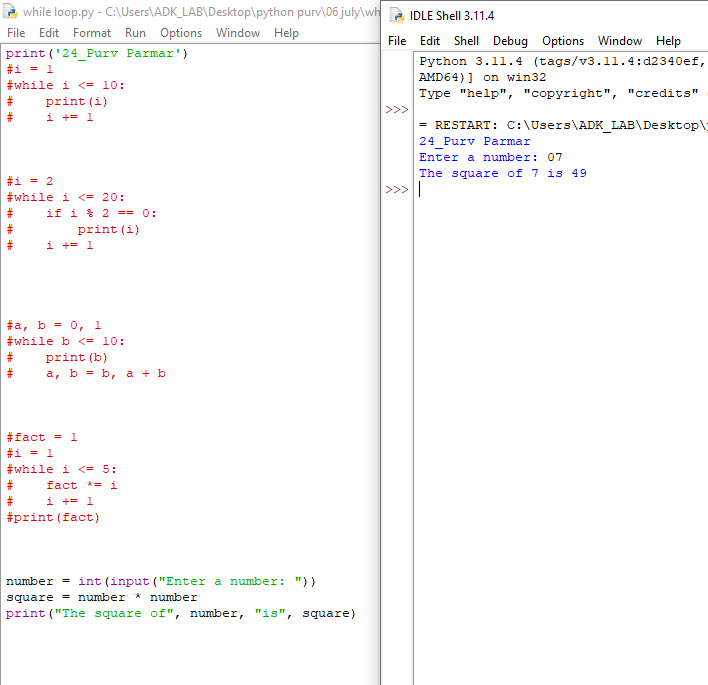 while loop.py - C:\Users\ADK_LAB\Desktop\python purv\06 july\wh
File Edit Format Run Options Window Help
print('24_Purv Parmar')
#i = 1
#while i <= 10:
#    print(i)
#    i += 1
#i = 2
#while i <= 20:
#    if i % 2 == 0:
#        print(i)
#    i += 1
#a, b = 0, 1
#while b <= 10:
#    print(b)
#    a, b = b, a + b
#fact = 1
#i = 1
#while i <= 5:
#    fact *= i
#    i += 1
#print(fact)
number = int(input("Enter a number: "))
square = number * number
print("The square of", number, "is", square)
IDLE Shell 3.11.4
File Edit Shell Debug Options Window Help
Python 3.11.4 (tags/v3.11.4:d2340ef,
AMD64)] on win32
Type "help", "copyright", "credits"
>>>
= RESTART: C:\Users\ADK_LAB\Desktop\
24_Purv Parmar
Enter a number: 07
The square of 7 is 49
>>>